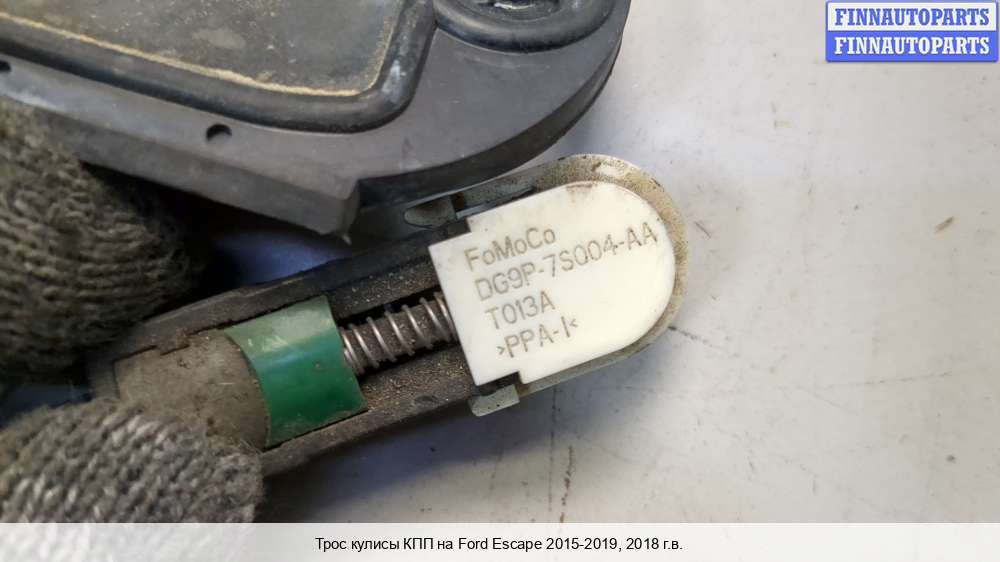 FINNAUTOPARTS
FINNAUTOPARTS
FoMoCo
DG9P-7S004-AA
T013A
>PPA-I<
Трос кулисы КПП на Ford Escape 2015-2019, 2018 г.в.